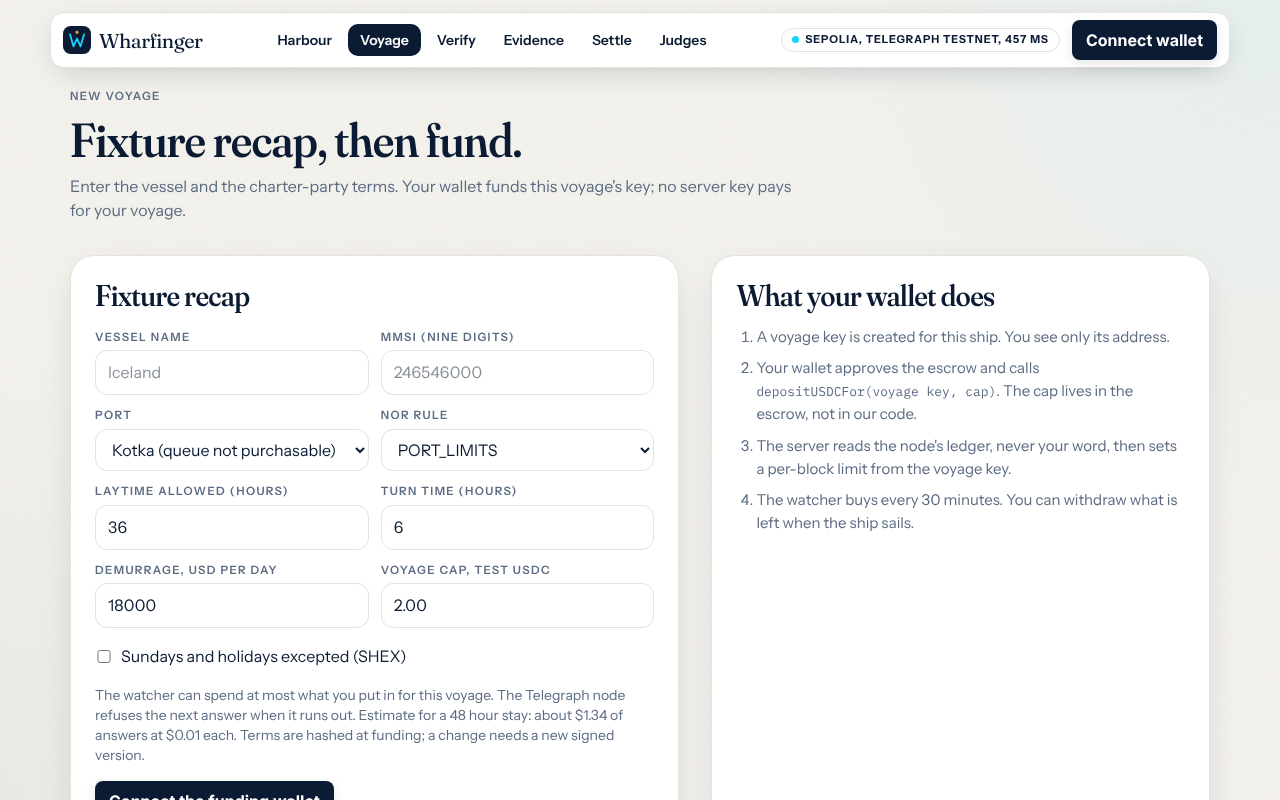 Wharfinger
Harbour
Voyage
Verify
Evidence
Settle
Judges
SEPOLIA, TELEGRAPH TESTNET, 457 MS
Connect wallet
NEW VOYAGE
Fixture recap, then fund.
Enter the vessel and the charter-party terms. Your wallet funds this voyage's key; no server key pays
for your voyage.
Fixture recap
VESSEL NAME
MMSI (NINE DIGITS)
Iceland
246546000
PORT
NOR RULE
Kotka (queue not purchasable)
PORT_LIMITS
LAYTIME ALLOWED (HOURS)
TURN TIME (HOURS)
36
6
DEMURRAGE, USD PER DAY
VOYAGE CAP, TEST USDC
18000
2.00
Sundays and holidays excepted (SHEX)
The watcher can spend at most what you put in for this voyage. The Telegraph node
refuses the next answer when it runs out. Estimate for a 48 hour stay: about $1.34 of
answers at $0.01 each. Terms are hashed at funding; a change needs a new signed
version.
Connect the funding wallet
What your wallet does
1. A voyage key is created for this ship. You see only its address.
2. Your wallet approves the escrow and calls
depositUSDCFor(voyage key, cap). The cap lives in the
escrow, not in our code.
3. The server reads the node's ledger, never your word, then sets
a per-block limit from the voyage key.
4. The watcher buys every 30 minutes. You can withdraw what is
left when the ship sails.